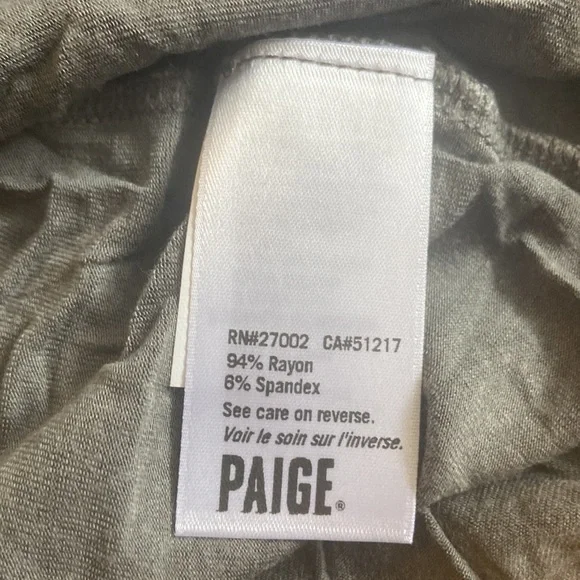 RN#27002 CA#51217
94% Rayon
6% Spandex
See care on reverse.
Voir le soin sur l'inverse.
PAIGE®